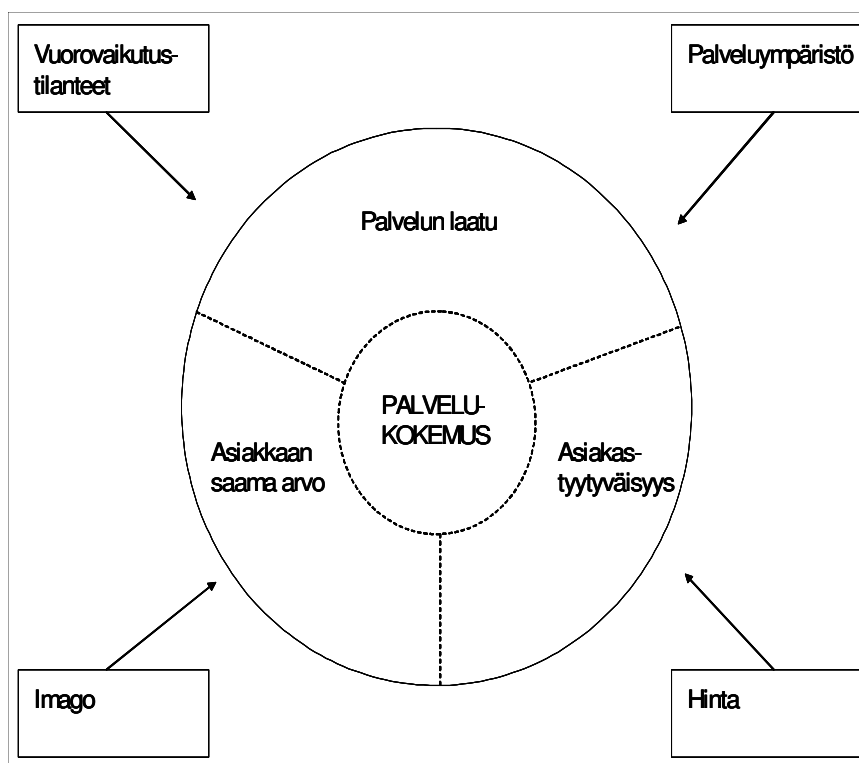 Vuorovaikutus-
tilanteet
Palveluympäristö
Palvelun laatu
PALVELU-
KOKEMUS
Asiakkaan
saama arvo
Asiakas-
tyytyväisyys
Imago
Hinta